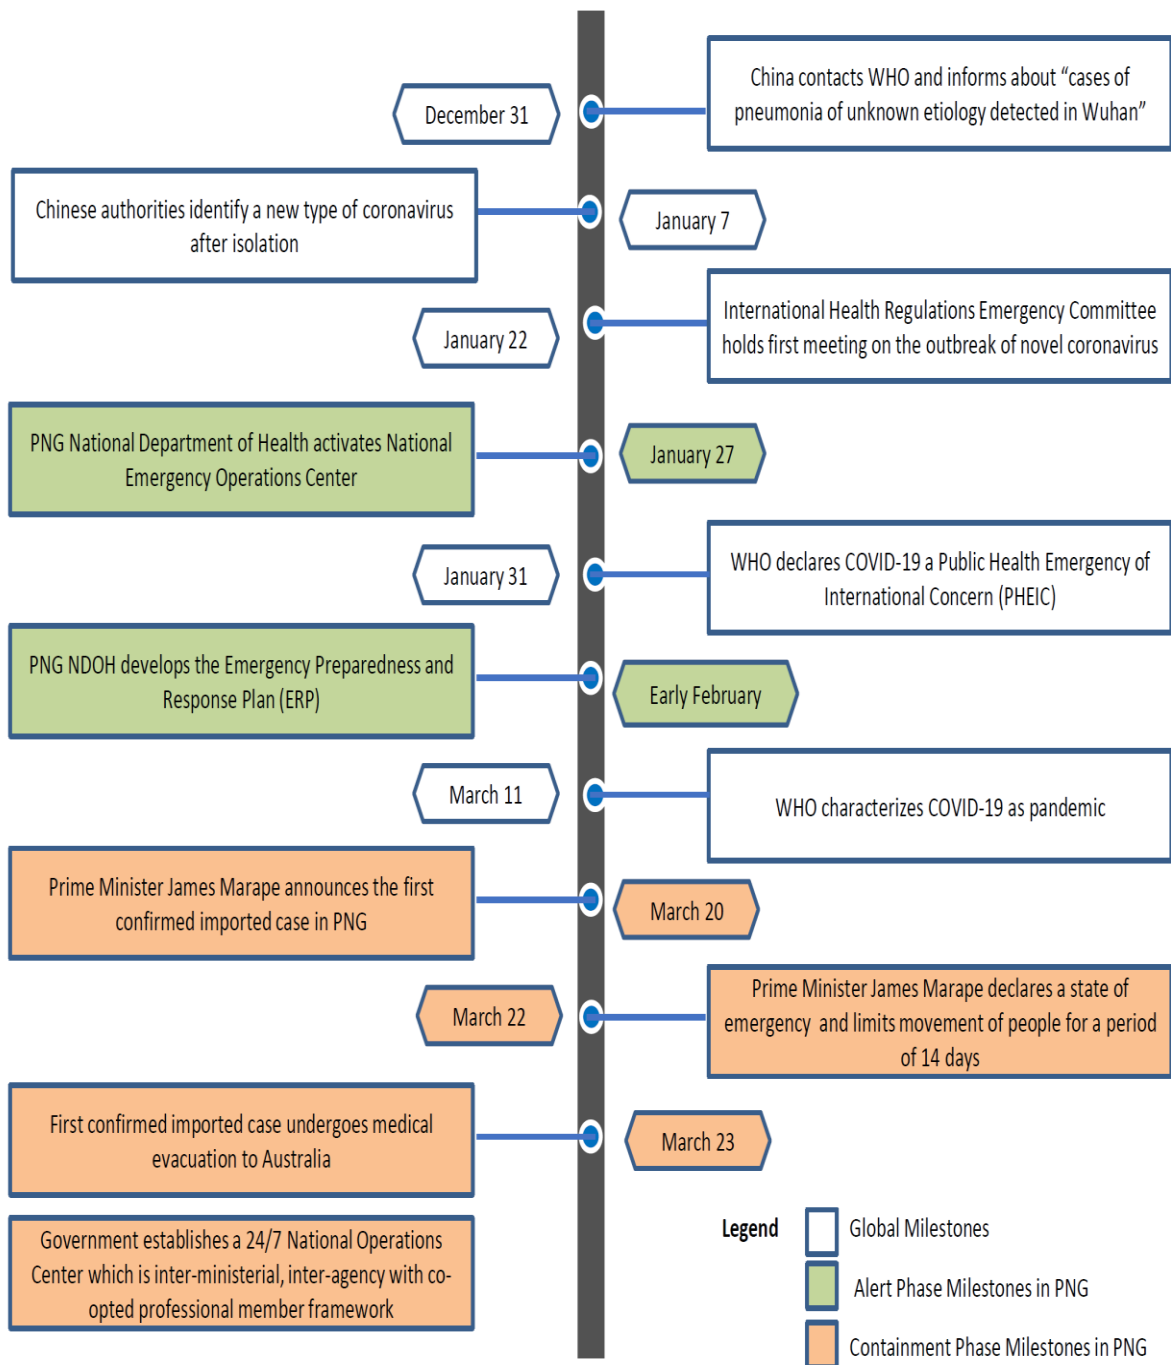 December 31
China contacts WHO and informs about “cases
of pneumonia of unknown etiology detected in Wuhan”
Chinese authorities identify a new type of coronavirus
after isolation
January 7
January 22
International Health Regulations Emergency Committee
holds first meeting on the outbreak of novel coronavirus
PNG National Department of Health activates National
Emergency Operations Center
January 27
January 31
WHO declares COVID-19 a Public Health Emergency of
International Concern (PHEIC)
PNG NDOH develops the Emergency Preparedness and
Response Plan (ERP)
Early February
March 11
WHO characterizes COVID-19 as pandemic
Prime Minister James Marape announces the first
confirmed imported case in PNG
March 20
March 22
Prime Minister James Marape declares a state of
emergency and limits movement of people for a period
of 14 days
First confirmed imported case undergoes medical
evacuation to Australia
March 23
Government establishes a 24/7 National Operations
Center which is inter-ministerial, inter-agency with co-
opted professional member framework
Legend
Global Milestones
Alert Phase Milestones in PNG
Containment Phase Milestones in PNG